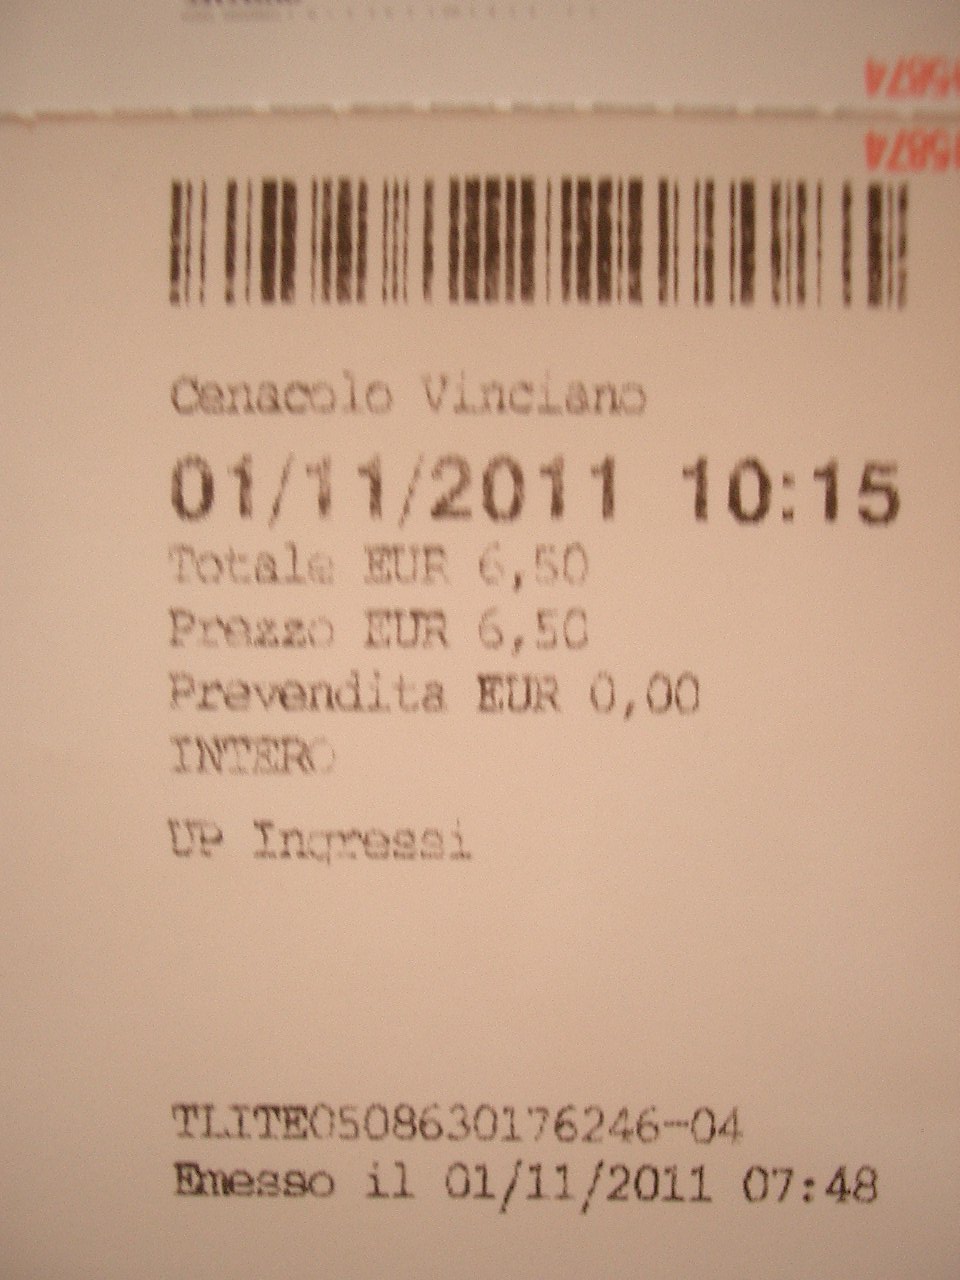 Cenacolo Vinciano
01/11/2011 10:15
Totale EUR 6,50
Prezzo EUR 6,50
Prevendita EUR 0,00
INTERO
UP Ingressi
TLITE0508630176246-04
Emesso il 01/11/2011 07:48